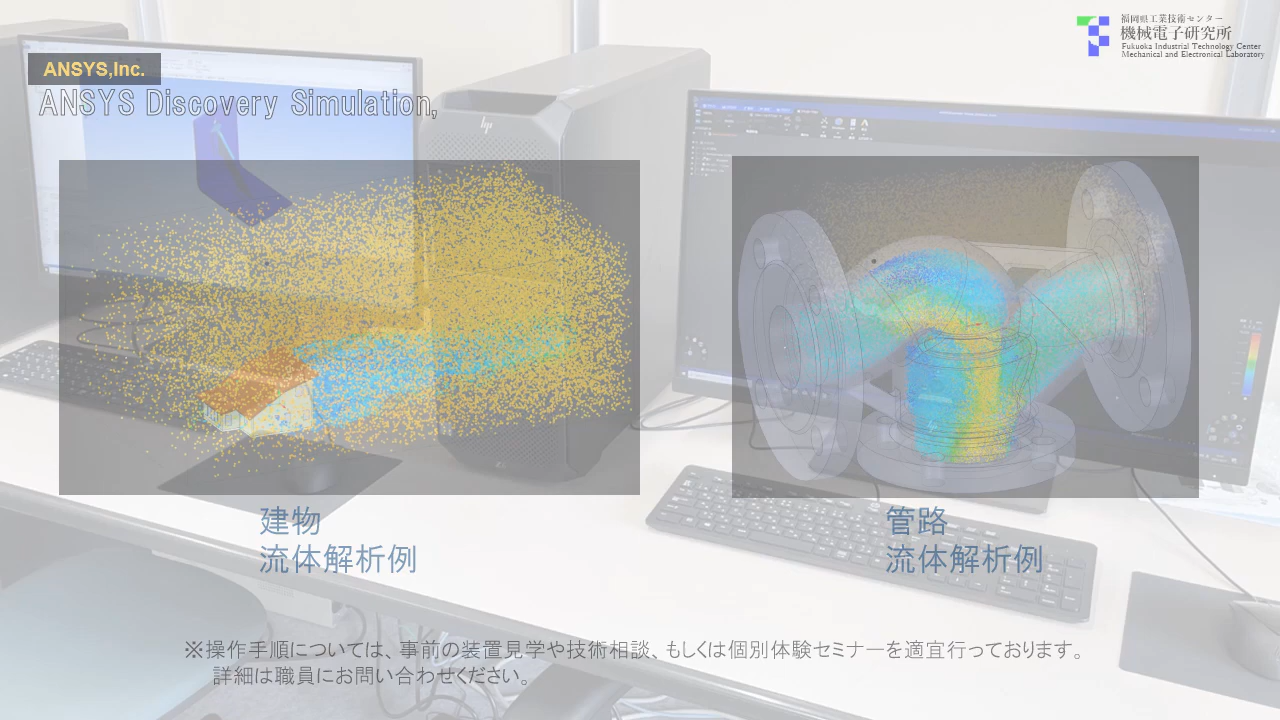 福岡県工業技術センター
機械電子研究所
Fukuoka Industrial Technology Center
Mechanical and Electronical Laboratory
ANSYS,Inc.
ANSYS Discovery Simulation,
hp
建物
流体解析例
管路
流体解析例
※操作手順については、事前の装置見学や技術相談、もしくは個別体験セミナーを適宜行っております。
詳細は職員にお問い合わせください。